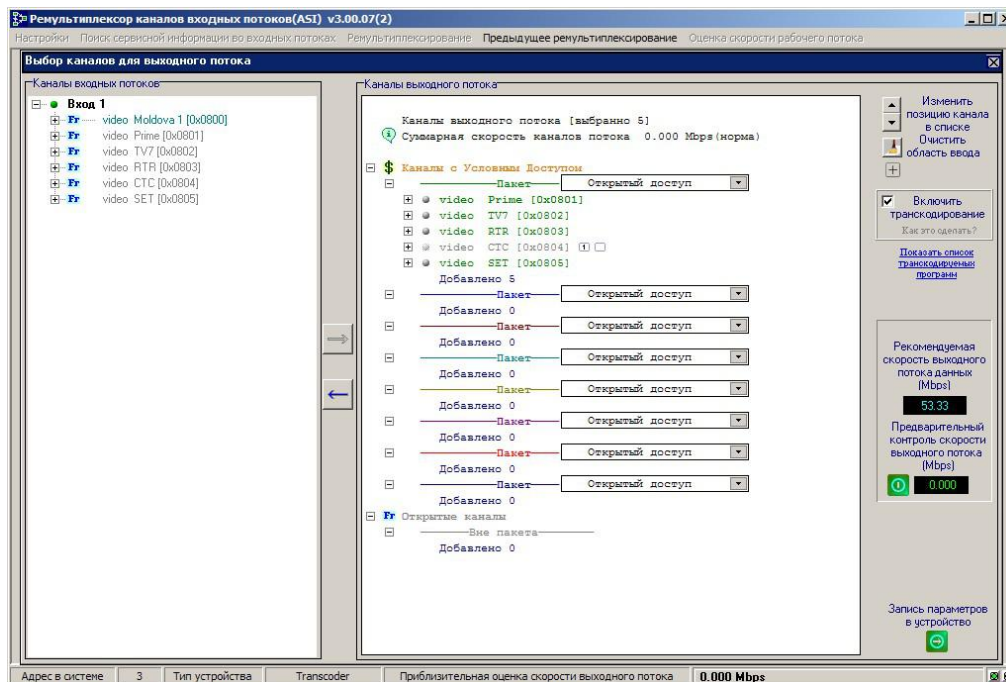 Ремультиплексор каналов входных потоков(ASI) v3.00.07(2)
Настройки Поиск сервисной информации во входных потоках Ремультиплексирование Предыдущее ремультиплексирование Оценка скорости рабочего потока
Выбор каналов для выходного потока
Каналы входных потоков
Вход 1
Fr video Moldova 1 [0x0800]
Fr video Prime [0x0801]
Fr video TV7 [0x0802]
Fr video RTR [0x0803]
Fr video CTC [0x0804]
Fr video SET [0x0805]
Каналы выходного потока
Каналы выходного потока [выбранно 5]
Суммарная скорость каналов потока 0.000 Mbps(норма)
$ Каналы с Условным Доступом
Пакет Открытый доступ
video Prime [0x0801]
video TV7 [0x0802]
video RTR [0x0803]
video CTC [0x0804] 1
video SET [0x0805]
Добавлено 5
Пакет Открытый доступ
Добавлено 0
Пакет Открытый доступ
Добавлено 0
Пакет Открытый доступ
Добавлено 0
Пакет Открытый доступ
Добавлено 0
Пакет Открытый доступ
Добавлено 0
Пакет Открытый доступ
Добавлено 0
Пакет Открытый доступ
Добавлено 0
Fr Открытые каналы
Вне пакета
Добавлено 0
Изменить
позицию канала
в списке
Очистить
область ввода
Включить
транскодирование
Как это сделать?
Показать список
транскодируемых
программ
Рекомендуемая
скорость выходного
потока данных
(Mbps)
53.33
Предварительный
контроль скорости
выходного потока
(Mbps)
0.000
Запись параметров
в устройство
Адрес в системе 3 Тип устройства Transcoder Приблизительная оценка скорости выходного потока 0.000 Mbps